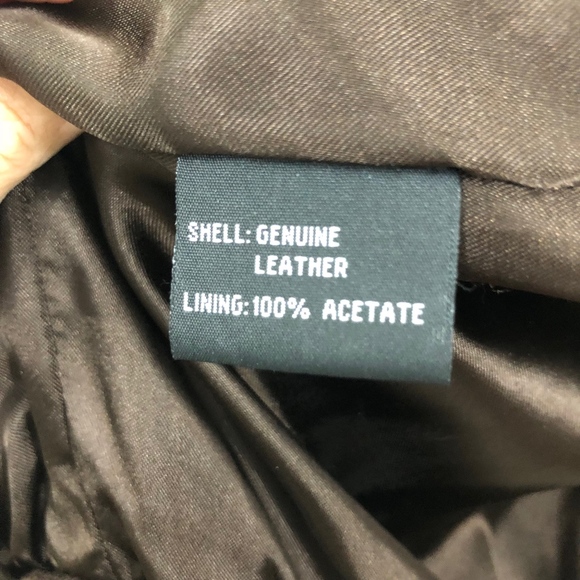 SHELL: GENUINE
LEATHER
LINING: 100% ACETATE